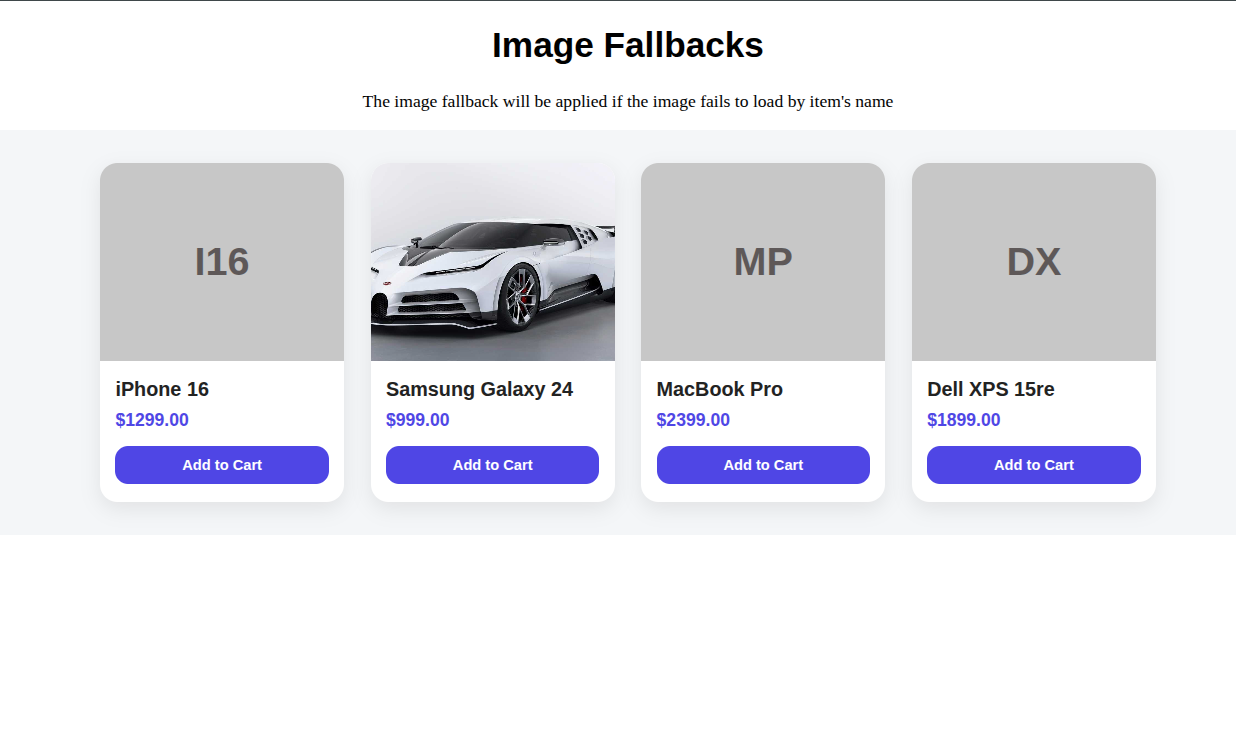 Image Fallbacks
The image fallback will be applied if the image fails to load by item's name
I16
MP
DX
iPhone 16
Samsung Galaxy 24
MacBook Pro
Dell XPS 15re
$1299.00
$999.00
$2399.00
$1899.00
Add to Cart
Add to Cart
Add to Cart
Add to Cart